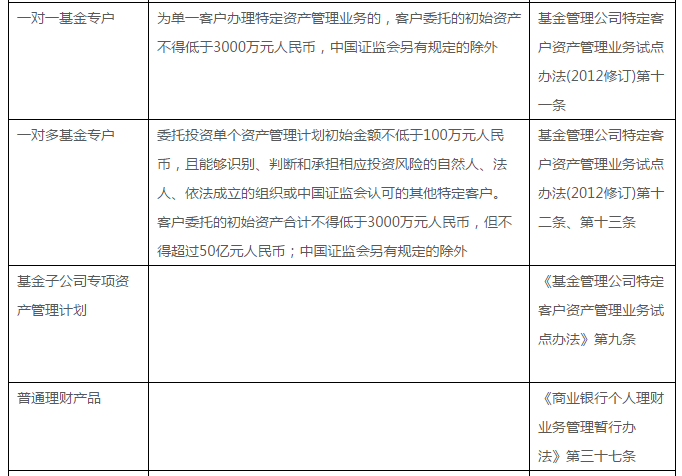 一对一基金专户
为单一客户办理特定资产管理业务的，客户委托的初始资产
不得低于3000万元人民币，中国证监会另有规定的除外
基金管理公司特定客
户资产管理业务试点
办法(2012修订)第十
一条
一对多基金专户
委托投资单个资产管理计划初始金额不低于100万元人民
币，且能够识别、判断和承担相应投资风险的自然人、法
人、依法成立的组织或中国证监会认可的其他特定客户。
客户委托的初始资产合计不得低于3000万元人民币，但不
得超过50亿元人民币；中国证监会另有规定的除外
基金管理公司特定客
户资产管理业务试点
办法(2012修订)第十
二条、第十三条
基金子公司专项资
产管理计划
《基金管理公司特定
客户资产管理业务试
点办法》第九条
普通理财产品
《商业银行个人理财
业务管理暂行办
法》第三十七条